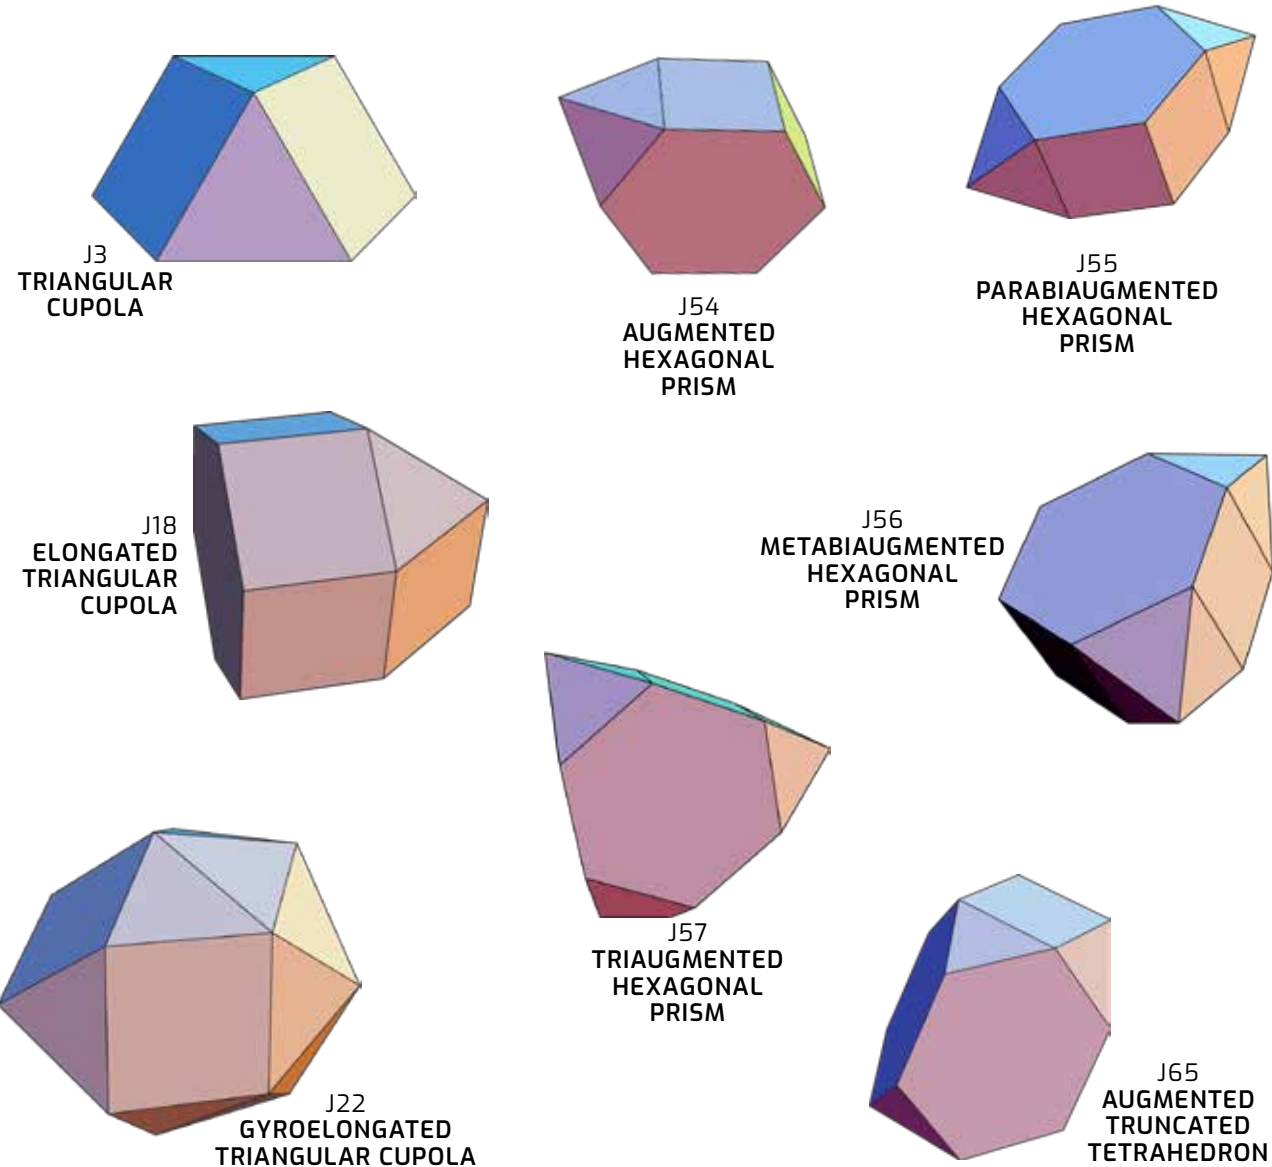 J3
TRIANGULAR
CUPOLA
J54
AUGMENTED
HEXAGONAL
PRISM
J55
PARABIAUGMENTED
HEXAGONAL
PRISM
J18
ELONGATED
TRIANGULAR
CUPOLA
J56
METABIAUGMENTED
HEXAGONAL
PRISM
J57
TRIAUGMENTED
HEXAGONAL
PRISM
J22
GYROELONGATED
TRIANGULAR CUPOLA
J65
AUGMENTED
TRUNCATED
TETRAHEDRON